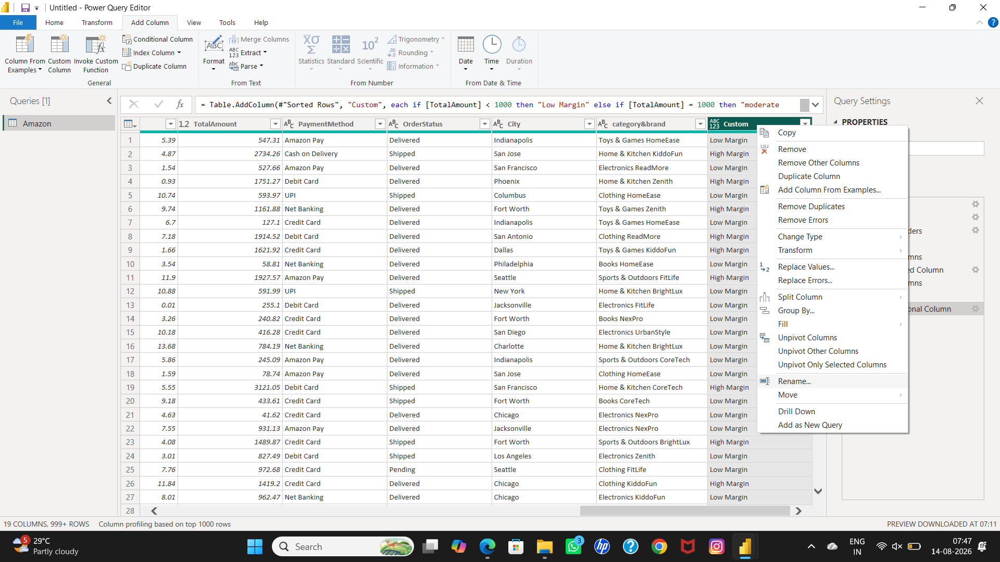 Untitled - Power Query Editor
File Home Transform Add Column View Tools Help
Column From Examples
Custom Column
Invoke Custom Function
Conditional Column
Index Column
Duplicate Column
General
Format
Merge Columns
Extract
Parse
From Text
Statistics
Standard
Scientific
Trigonometry
Rounding
Information
From Number
Date
Time
Duration
From Date & Time
Queries [1]
Amazon
= Table.AddColumn(#"Sorted Rows", "Custom", each if [TotalAmount] < 1000 then "Low Margin" else if [TotalAmount] = 1000 then "moderate
1.2 TotalAmount ABC PaymentMethod ABC OrderStatus ABC City ABC category&brand ABC 123 Custom
1 5.39 547.31 Amazon Pay Delivered Indianapolis Toys & Games HomeEase Low Margin
2 4.87 2734.26 Cash on Delivery Shipped San Jose Home & Kitchen KiddoFun High Margin
3 1.54 527.66 Amazon Pay Delivered San Francisco Electronics ReadMore Low Margin
4 0.93 1751.27 Debit Card Delivered Phoenix Home & Kitchen Zenith High Margin
5 10.74 593.97 UPI Shipped Columbus Clothing HomeEase Low Margin
6 9.74 1161.88 Net Banking Delivered Fort Worth Toys & Games Zenith High Margin
7 6.7 127.1 Credit Card Delivered Indianapolis Toys & Games HomeEase Low Margin
8 7.18 1914.52 Debit Card Delivered San Antonio Clothing ReadMore High Margin
9 1.66 1621.92 Credit Card Delivered Dallas Toys & Games KiddoFun High Margin
10 3.54 58.81 Net Banking Delivered Philadelphia Books HomeEase Low Margin
11 11.9 1927.57 Amazon Pay Delivered Seattle Sports & Outdoors FitLife High Margin
12 10.88 591.99 UPI Shipped New York Home & Kitchen BrightLux Low Margin
13 0.01 255.1 Debit Card Delivered Jacksonville Electronics FitLife Low Margin
14 3.26 240.82 Credit Card Delivered Fort Worth Books NexPro Low Margin
15 10.18 416.28 Credit Card Delivered San Diego Electronics UrbanStyle Low Margin
16 13.68 784.19 Net Banking Delivered Charlotte Home & Kitchen BrightLux Low Margin
17 5.86 245.09 Amazon Pay Delivered Indianapolis Sports & Outdoors CoreTech Low Margin
18 1.59 78.74 Amazon Pay Delivered San Jose Clothing HomeEase Low Margin
19 5.55 3121.05 Debit Card Shipped San Francisco Home & Kitchen CoreTech High Margin
20 9.18 433.61 Credit Card Shipped Fort Worth Books CoreTech Low Margin
21 4.63 41.62 Credit Card Delivered Chicago Electronics NexPro Low Margin
22 7.55 931.13 Amazon Pay Delivered Jacksonville Electronics NexPro Low Margin
23 4.08 1489.87 Credit Card Shipped Fort Worth Sports & Outdoors BrightLux High Margin
24 3.01 827.49 Debit Card Shipped Los Angeles Electronics Zenith Low Margin
25 7.76 972.68 Credit Card Pending Seattle Clothing FitLife Low Margin
26 11.84 1419.2 Credit Card Delivered Chicago Clothing KiddoFun High Margin
27 8.01 962.47 Net Banking Delivered Chicago Electronics KiddoFun Low Margin
28
Copy
Remove
Remove Other Columns
Duplicate Column
Add Column From Examples...
Remove Duplicates
Remove Errors
Change Type
Transform
Replace Values...
Replace Errors...
Split Column
Group By...
Fill
Unpivot Columns
Unpivot Other Columns
Unpivot Only Selected Columns
Rename...
Move
Drill Down
Add as New Query
Query Settings
PROPERTIES
ders
mns
ed Column
mns
onal Column
19 COLUMNS, 999+ ROWS Column profiling based on top 1000 rows PREVIEW DOWNLOADED AT 07:11
5
29°C
Partly cloudy
Search
3
hp
ENG
IN
07:47
14-08-2026